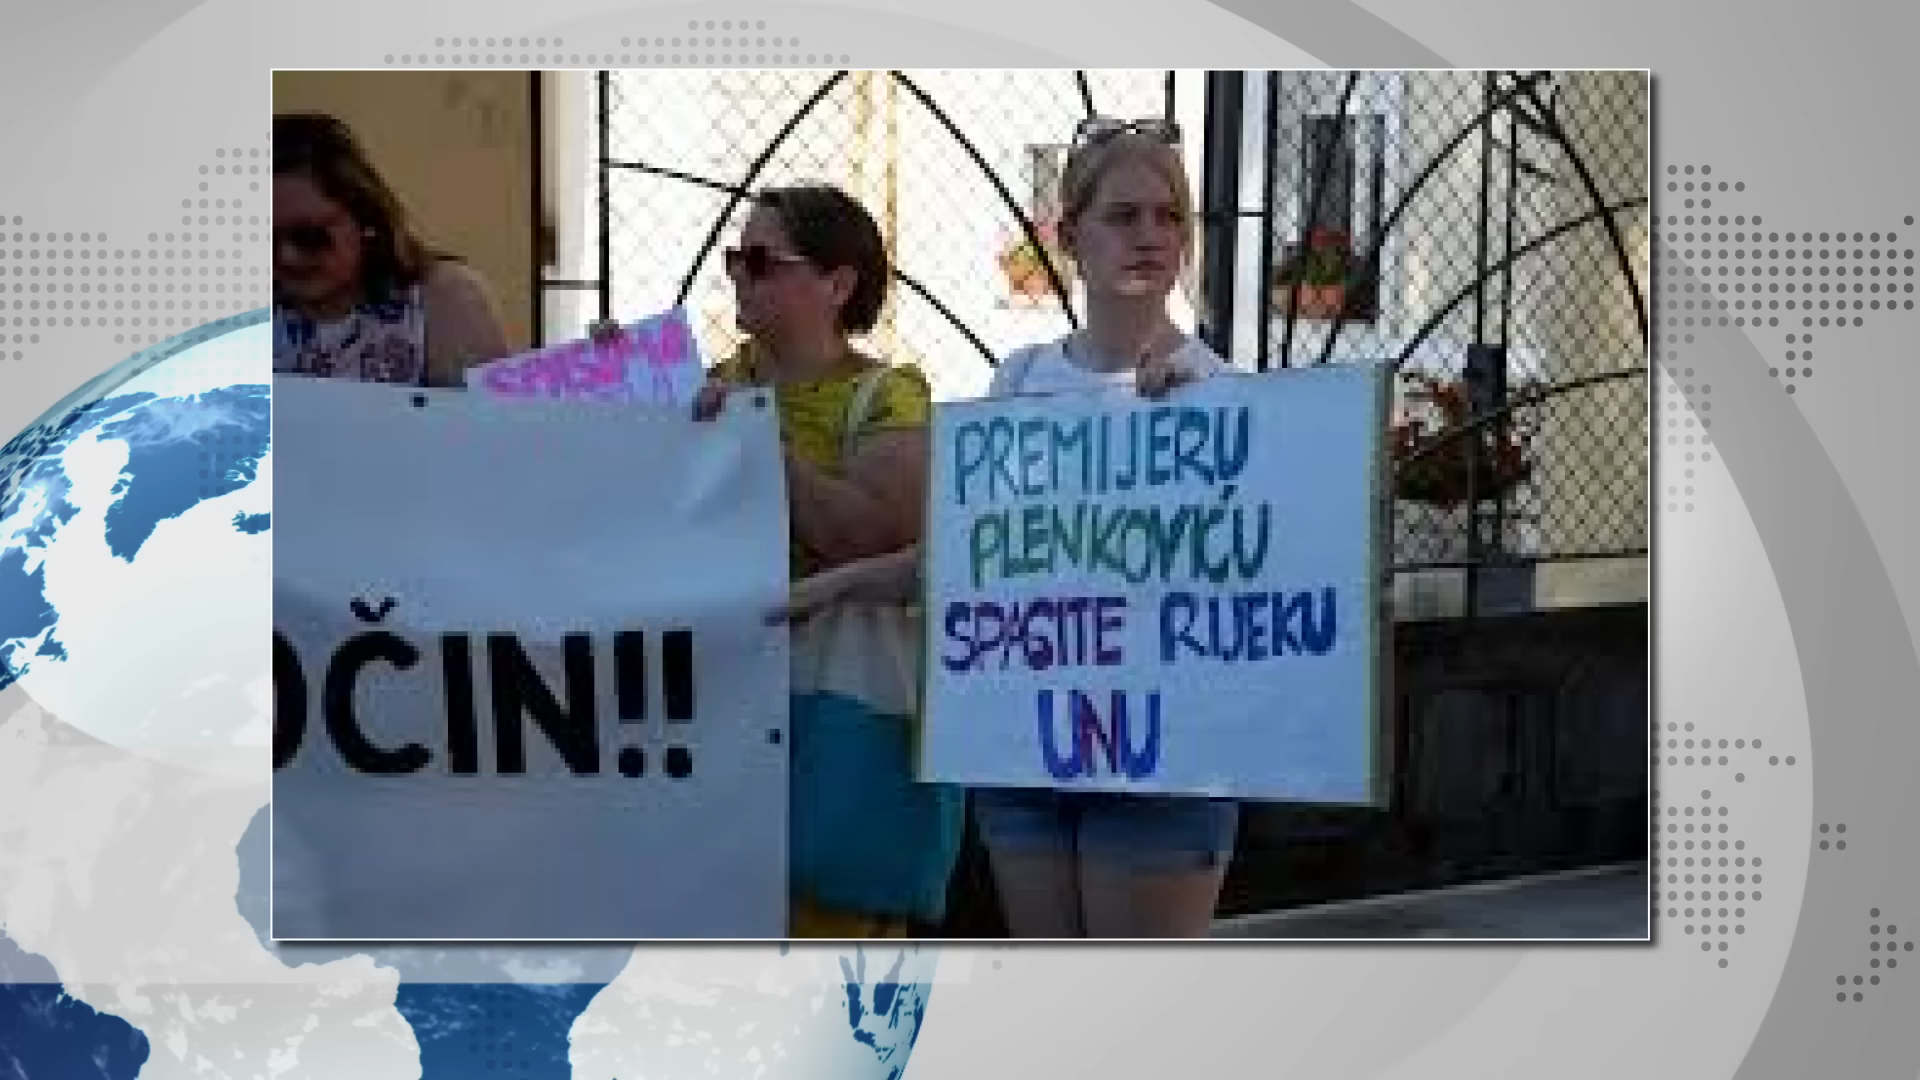 OČIN!!
PREMIJERU
PLENKOVIĆU
SPASITE RIJEKU
UNU